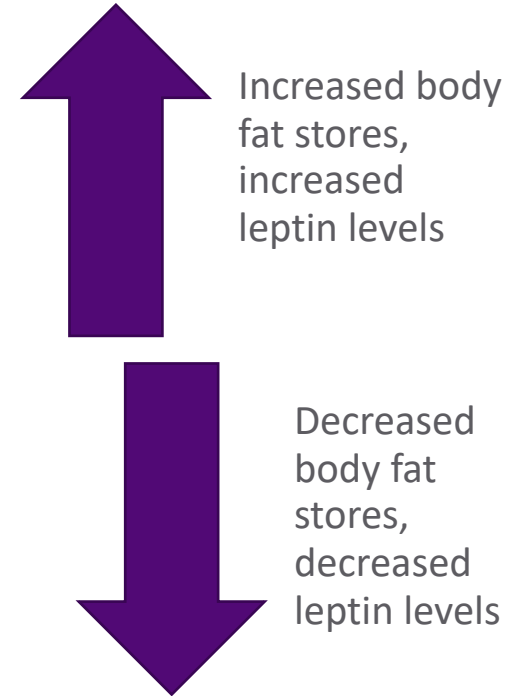 Increased body
fat stores,
increased
leptin levels
Decreased
body fat
stores,
decreased
leptin levels